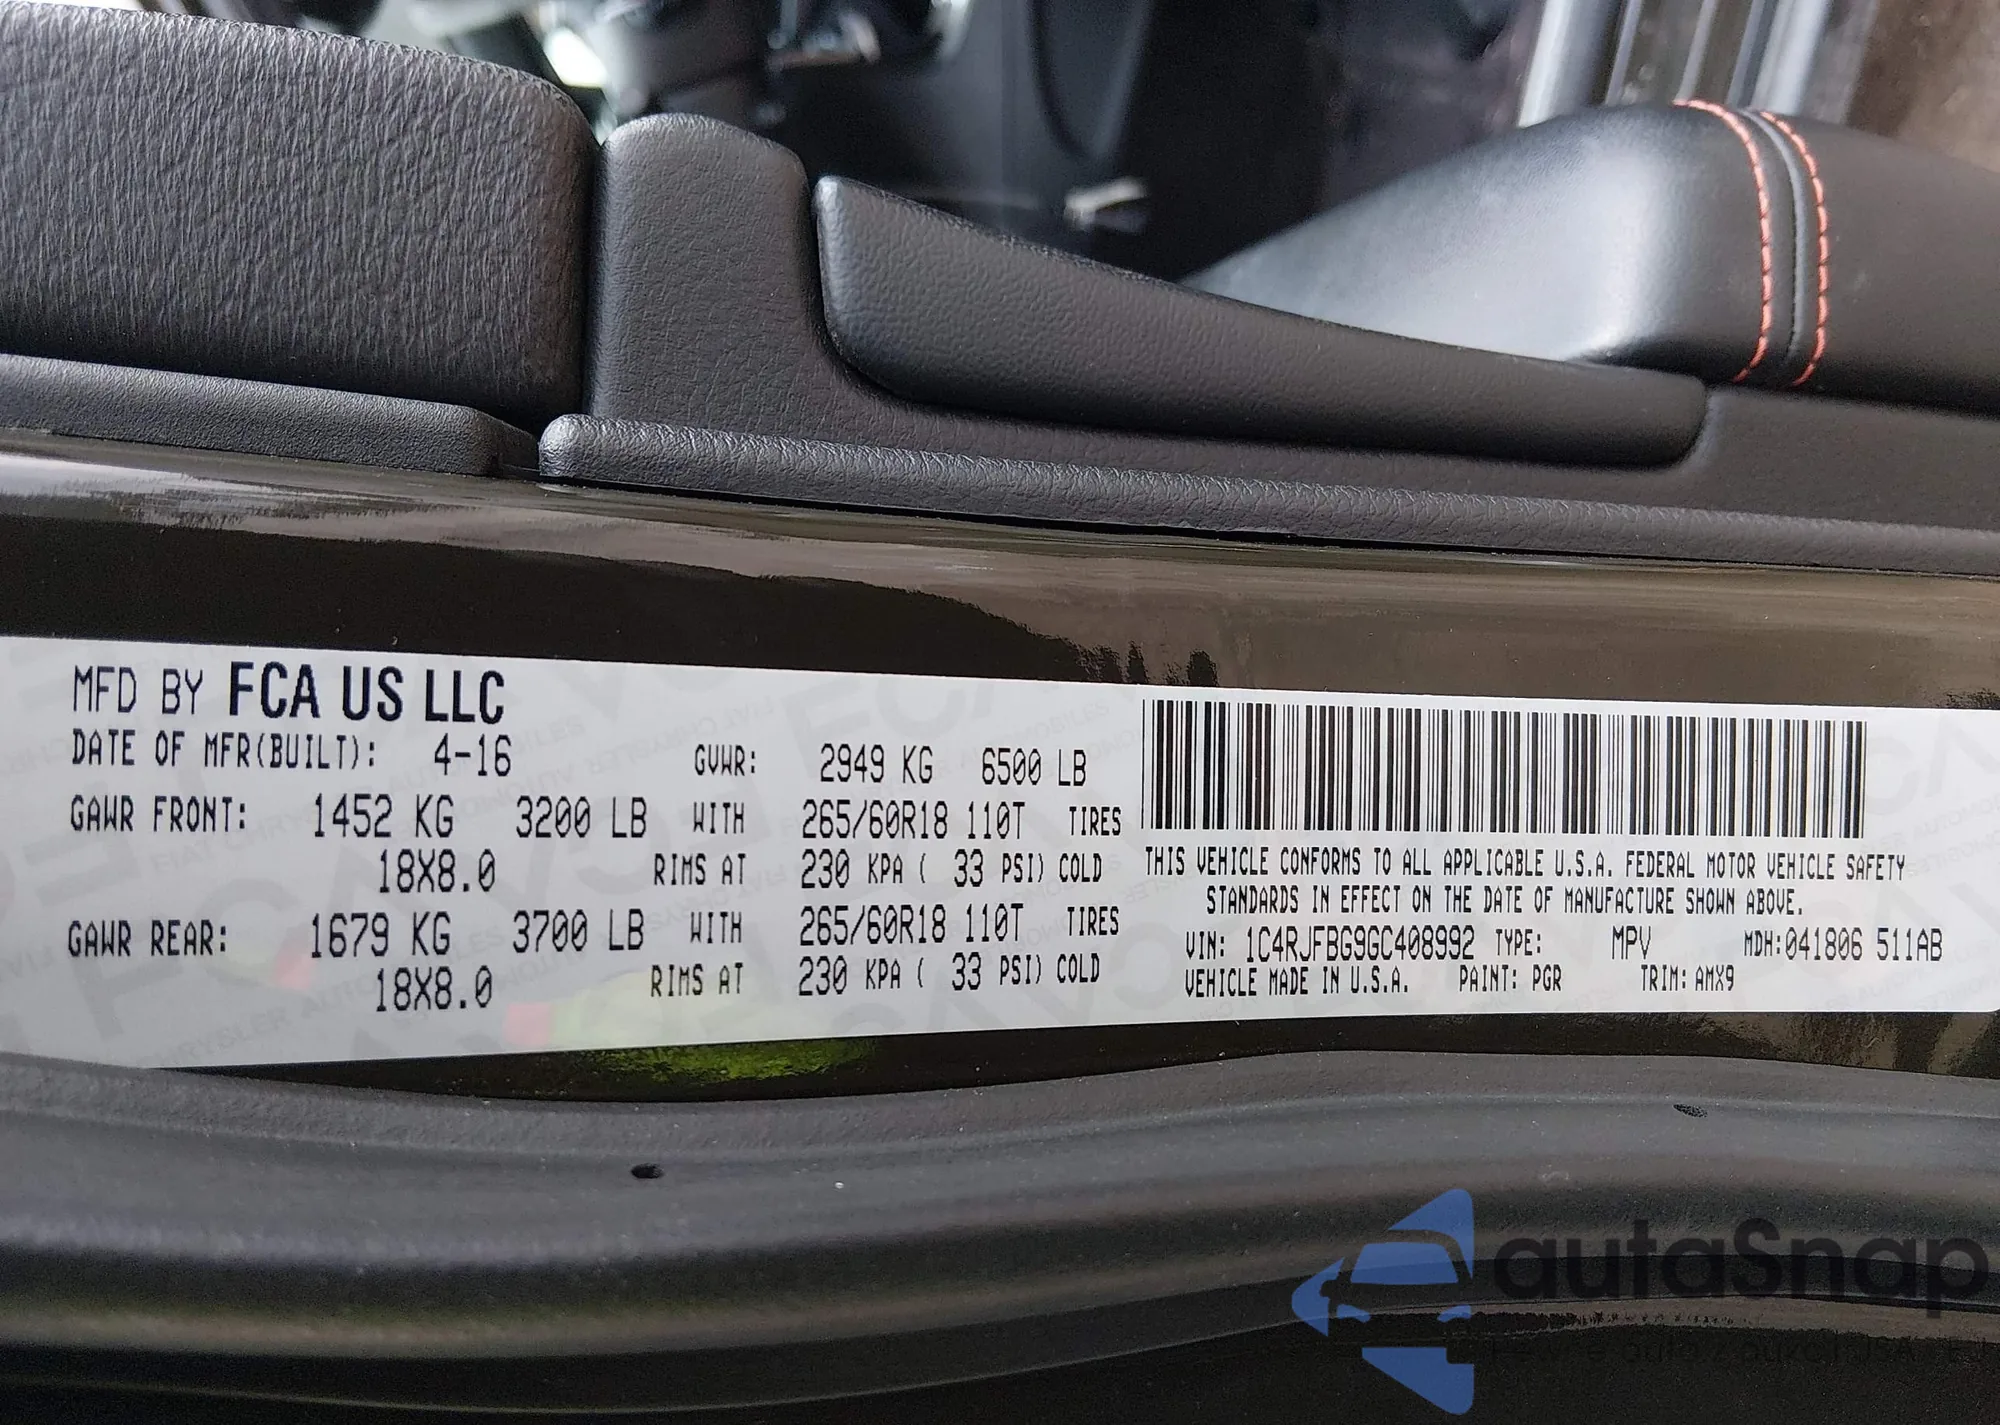 MFD BY FCA US LLC
DATE OF MFR(BUILT): 4-16 GVWR: 2949 KG 6500 LB
GAWR FRONT: 1452 KG 3200 LB WITH 265/60R18 110T TIRES
18X8.0 RIMS AT 230 KPA ( 33 PSI) COLD
GAWR REAR: 1679 KG 3700 LB WITH 265/60R18 110T TIRES
18X8.0 RIMS AT 230 KPA ( 33 PSI) COLD
THIS VEHICLE CONFORMS TO ALL APPLICABLE U.S.A. FEDERAL MOTOR VEHICLE SAFETY
STANDARDS IN EFFECT ON THE DATE OF MANUFACTURE SHOWN ABOVE.
VIN: 1C4RJFBG9GC408992 TYPE: MPV MDH:041806 511AB
VEHICLE MADE IN U.S.A. PAINT: PGR TRIM: AMX9
autaSnap